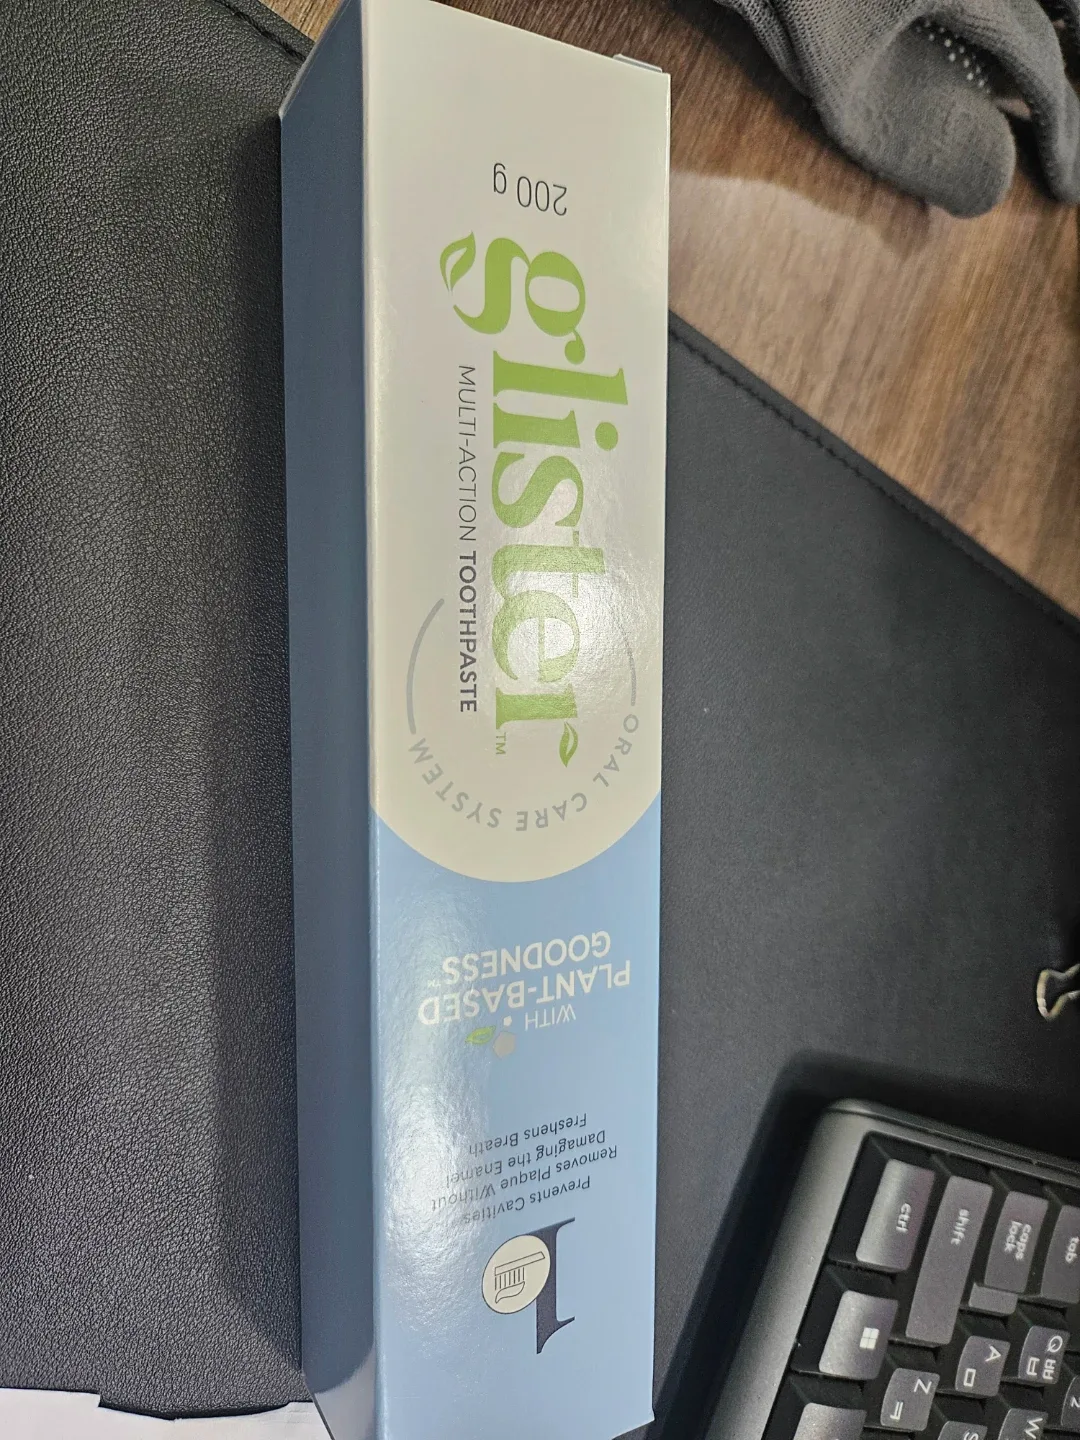 200 g
glister™
MULTI-ACTION TOOTHPASTE
ORAL CARE SYSTEM
WITH
PLANT-BASED
GOODNESS™
Prevents Cavities
Removes Plaque Without
Damaging the Enamel
Freshens Breath
1
ctrl
shift
caps
lock
tab
Z
ㅋ
A
ㅁ
Q
ㅃ
ㅂ
S
W
2